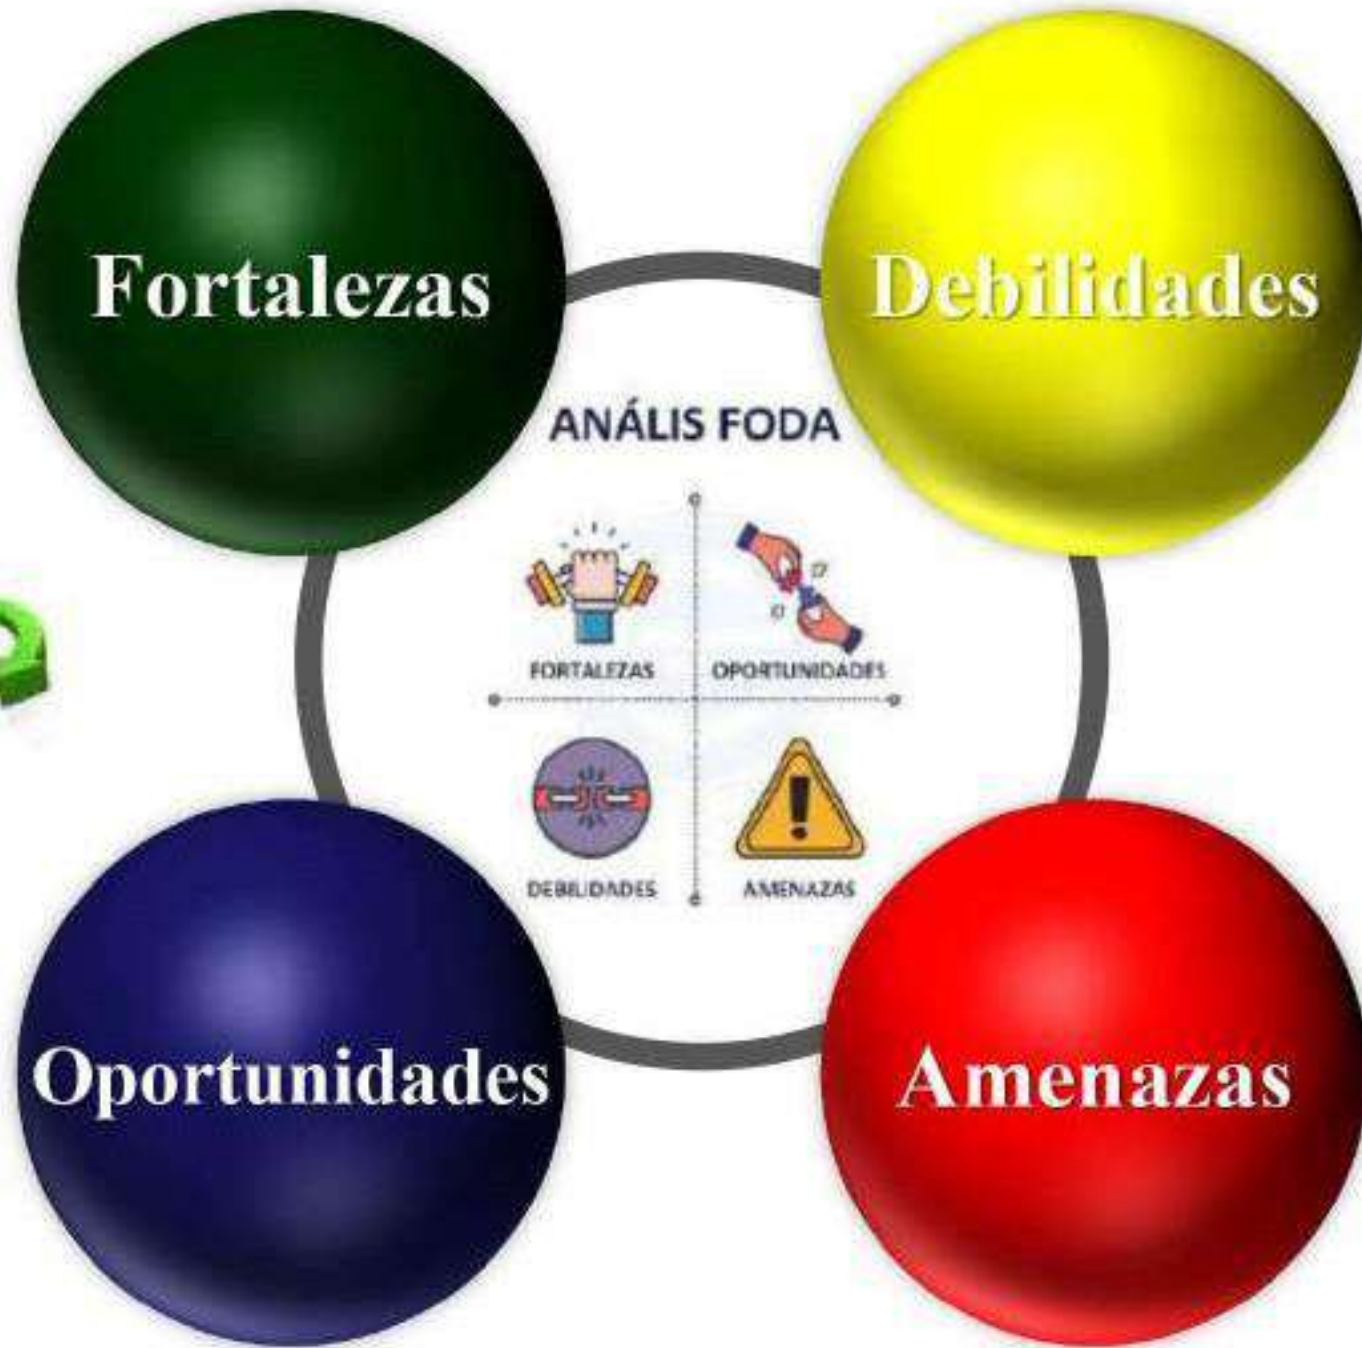 Fortalezas
Debilidades
ANÁLIS FODA
FORTALEZAS
OPORTUNIDADES
DEBILIDADES
AMENAZAS
Oportunidades
Amenazas